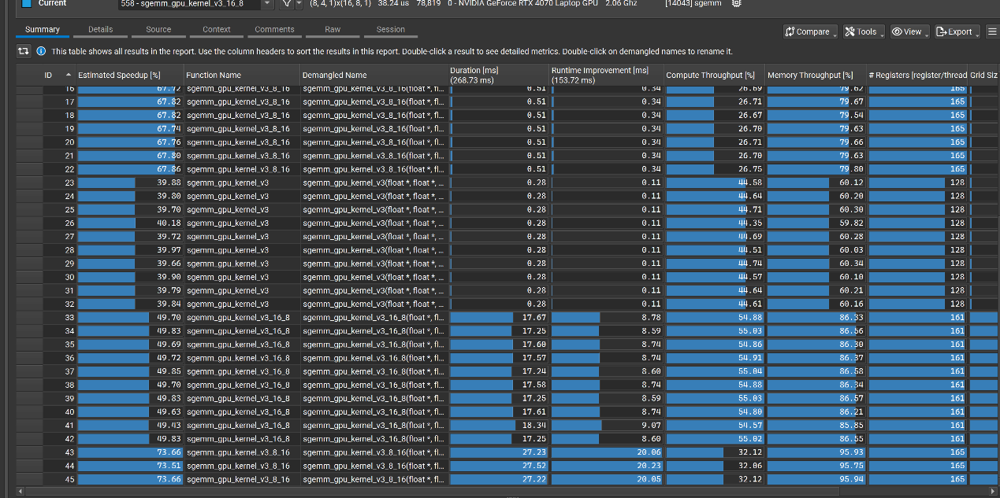 Current 558 - sgemm_gpu_kernel_v3_16_8 (8, 4, 1)x(16, 8, 1) 38.24 us 78,819 0 - NVIDIA GeForce RTX 4070 Laptop GPU 2.06 Ghz [14043] sgemm
Summary Details Source Context Comments Raw Session Compare Tools View Export
This table shows all results in the report. Use the column headers to sort the results in this report. Double-click a result to see detailed metrics. Double-click on demangled names to rename it.
ID Estimated Speedup [%] Function Name Demangled Name Duration [ms] (268.73 ms) Runtime Improvement [ms] (153.72 ms) Compute Throughput [%] Memory Throughput [%] # Registers [register/thread Grid Siz
16 67.72 sgemm_gpu_kernel_v3_8_16 sgemm_gpu_kernel_v3_8_16(float *, fl... 0.51 0.34 26.69 79.62 165
17 67.82 sgemm_gpu_kernel_v3_8_16 sgemm_gpu_kernel_v3_8_16(float *, fl... 0.51 0.34 26.71 79.67 165
18 67.82 sgemm_gpu_kernel_v3_8_16 sgemm_gpu_kernel_v3_8_16(float *, fl... 0.51 0.34 26.67 79.54 165
19 67.74 sgemm_gpu_kernel_v3_8_16 sgemm_gpu_kernel_v3_8_16(float *, fl... 0.51 0.34 26.70 79.63 165
20 67.76 sgemm_gpu_kernel_v3_8_16 sgemm_gpu_kernel_v3_8_16(float *, fl... 0.51 0.34 26.71 79.66 165
21 67.80 sgemm_gpu_kernel_v3_8_16 sgemm_gpu_kernel_v3_8_16(float *, fl... 0.51 0.34 26.70 79.63 165
22 67.86 sgemm_gpu_kernel_v3_8_16 sgemm_gpu_kernel_v3_8_16(float *, fl... 0.51 0.34 26.75 79.80 165
23 39.88 sgemm_gpu_kernel_v3 sgemm_gpu_kernel_v3(float *, float *, ... 0.28 0.11 44.58 60.12 128
24 39.80 sgemm_gpu_kernel_v3 sgemm_gpu_kernel_v3(float *, float *, ... 0.28 0.11 44.64 60.20 128
25 39.70 sgemm_gpu_kernel_v3 sgemm_gpu_kernel_v3(float *, float *, ... 0.28 0.11 44.71 60.30 128
26 40.18 sgemm_gpu_kernel_v3 sgemm_gpu_kernel_v3(float *, float *, ... 0.28 0.11 44.35 59.82 128
27 39.72 sgemm_gpu_kernel_v3 sgemm_gpu_kernel_v3(float *, float *, ... 0.28 0.11 44.69 60.28 128
28 39.97 sgemm_gpu_kernel_v3 sgemm_gpu_kernel_v3(float *, float *, ... 0.28 0.11 44.51 60.03 128
29 39.66 sgemm_gpu_kernel_v3 sgemm_gpu_kernel_v3(float *, float *, ... 0.28 0.11 44.74 60.34 128
30 39.90 sgemm_gpu_kernel_v3 sgemm_gpu_kernel_v3(float *, float *, ... 0.28 0.11 44.57 60.10 128
31 39.79 sgemm_gpu_kernel_v3 sgemm_gpu_kernel_v3(float *, float *, ... 0.28 0.11 44.64 60.21 128
32 39.84 sgemm_gpu_kernel_v3 sgemm_gpu_kernel_v3(float *, float *, ... 0.28 0.11 44.61 60.16 128
33 49.70 sgemm_gpu_kernel_v3_16_8 sgemm_gpu_kernel_v3_16_8(float *, fl... 17.67 8.78 54.88 86.33 161
34 49.83 sgemm_gpu_kernel_v3_16_8 sgemm_gpu_kernel_v3_16_8(float *, fl... 17.25 8.59 55.03 86.56 161
35 49.69 sgemm_gpu_kernel_v3_16_8 sgemm_gpu_kernel_v3_16_8(float *, fl... 17.60 8.74 54.86 86.30 161
36 49.72 sgemm_gpu_kernel_v3_16_8 sgemm_gpu_kernel_v3_16_8(float *, fl... 17.57 8.74 54.91 86.37 161
37 49.85 sgemm_gpu_kernel_v3_16_8 sgemm_gpu_kernel_v3_16_8(float *, fl... 17.24 8.60 55.04 86.58 161
38 49.70 sgemm_gpu_kernel_v3_16_8 sgemm_gpu_kernel_v3_16_8(float *, fl... 17.58 8.74 54.88 86.34 161
39 49.83 sgemm_gpu_kernel_v3_16_8 sgemm_gpu_kernel_v3_16_8(float *, fl... 17.25 8.59 55.03 86.57 161
40 49.63 sgemm_gpu_kernel_v3_16_8 sgemm_gpu_kernel_v3_16_8(float *, fl... 17.61 8.74 54.80 86.21 161
41 49.43 sgemm_gpu_kernel_v3_16_8 sgemm_gpu_kernel_v3_16_8(float *, fl... 18.34 9.07 54.57 85.85 161
42 49.83 sgemm_gpu_kernel_v3_16_8 sgemm_gpu_kernel_v3_16_8(float *, fl... 17.25 8.60 55.02 86.55 161
43 73.66 sgemm_gpu_kernel_v3_8_16 sgemm_gpu_kernel_v3_8_16(float *, fl... 27.23 20.06 32.12 95.93 165
44 73.51 sgemm_gpu_kernel_v3_8_16 sgemm_gpu_kernel_v3_8_16(float *, fl... 27.52 20.23 32.06 95.75 165
45 73.66 sgemm_gpu_kernel_v3_8_16 sgemm_gpu_kernel_v3_8_16(float *, fl... 27.22 20.05 32.12 95.94 165